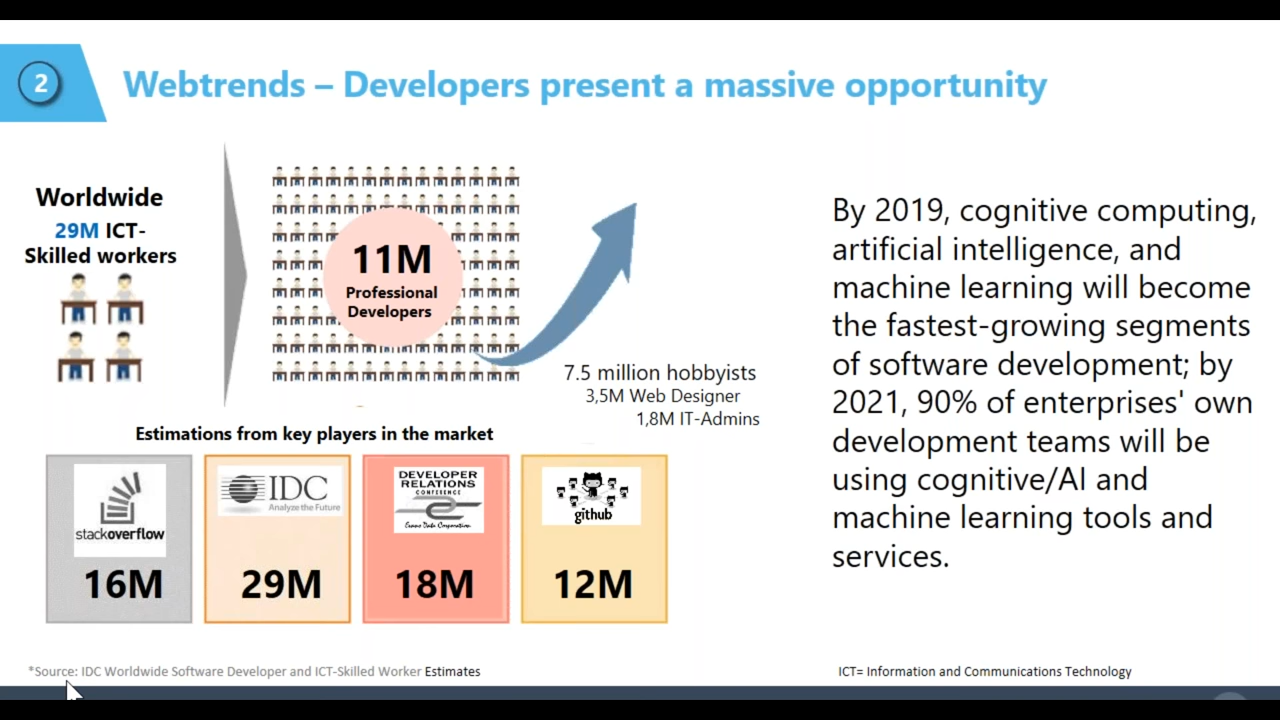 2
Webtrends – Developers present a massive opportunity
Worldwide
29M ICT-
Skilled workers
11M
Professional
Developers
7.5 million hobbyists
3,5M Web Designer
1,8M IT-Admins
By 2019, cognitive computing,
artificial intelligence, and
machine learning will become
the fastest-growing segments
of software development; by
2021, 90% of enterprises' own
development teams will be
using cognitive/AI and
machine learning tools and
services.
Estimations from key players in the market
stackoverflow
16M
IDC
Analyze the Future
29M
DEVELOPER
RELATIONS
CONFERENCE
Evans Data Corporation
18M
github
12M
*Source: IDC Worldwide Software Developer and ICT-Skilled Worker Estimates
ICT= Information and Communications Technology